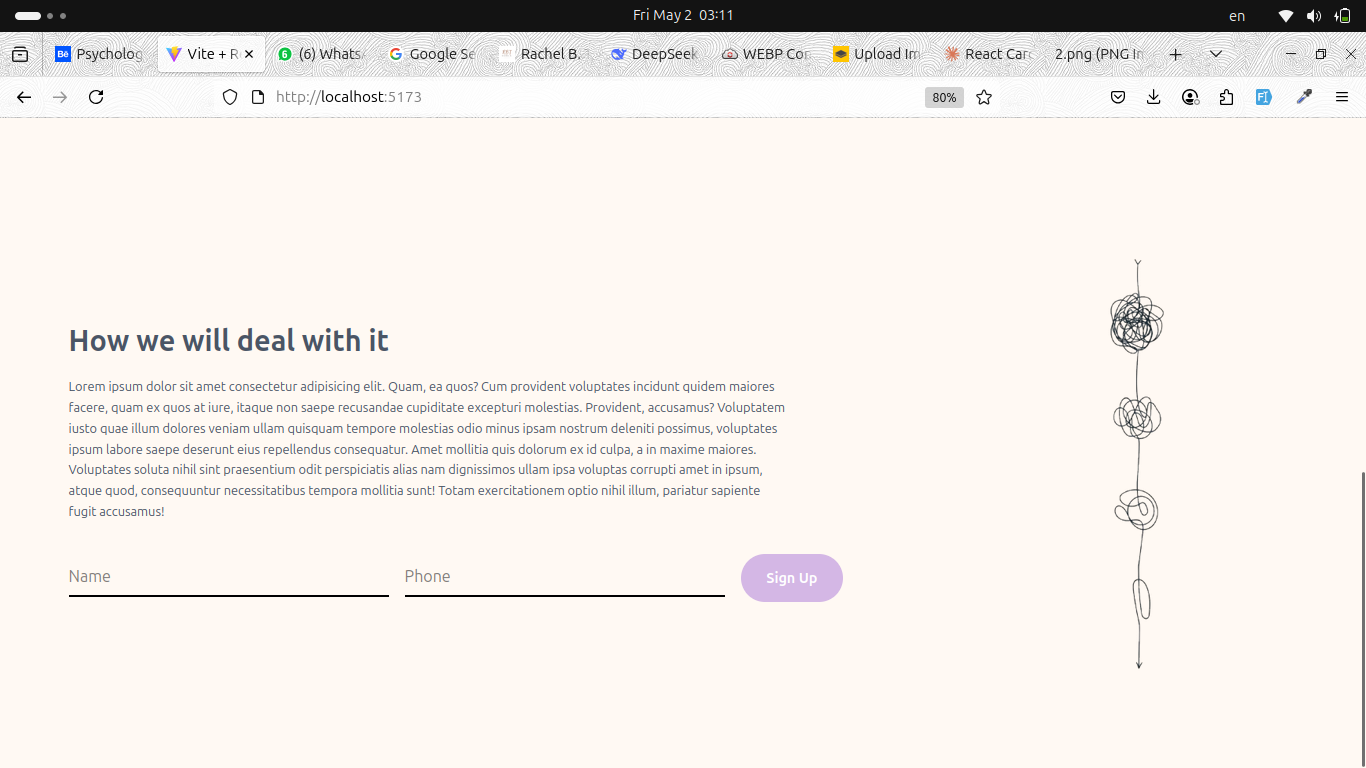 Fri May 2 03:11
en
Bē Psycholog
Vite + R
6 (6) Whats
Google Se
Rachel B.
DeepSeek
WEBP Con
Upload Im
React Car
2.png (PNG In
http://localhost:5173
80%
How we will deal with it
Lorem ipsum dolor sit amet consectetur adipisicing elit. Quam, ea quos? Cum provident voluptates incidunt quidem maiores
facere, quam ex quos at iure, itaque non saepe recusandae cupiditate excepturi molestias. Provident, accusamus? Voluptatem
iusto quae illum dolores veniam ullam quisquam tempore molestias odio minus ipsam nostrum deleniti possimus, voluptates
ipsum labore saepe deserunt eius repellendus consequatur. Amet mollitia quis dolorum ex id culpa, a in maxime maiores.
Voluptates soluta nihil sint praesentium odit perspiciatis alias nam dignissimos ullam ipsa voluptas corrupti amet in ipsum,
atque quod, consequuntur necessitatibus tempora mollitia sunt! Totam exercitationem optio nihil illum, pariatur sapiente
fugit accusamus!
Name
Phone
Sign Up